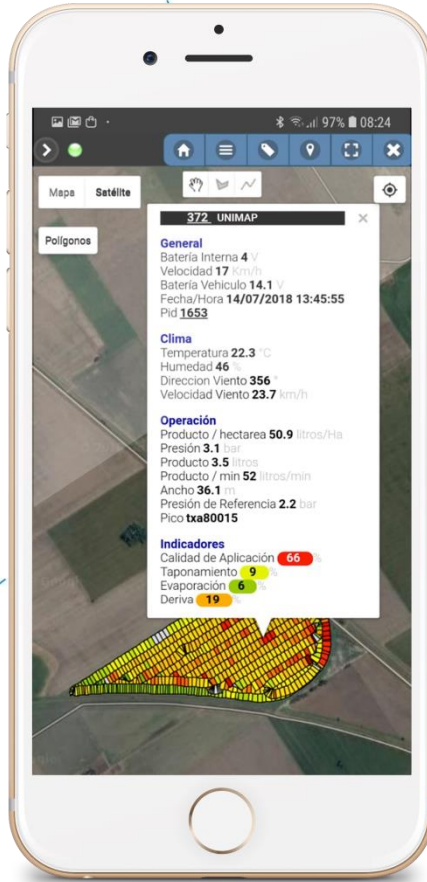 97% 08:24
Mapa Satélite
Polígonos
372 UNIMAP
General
Batería Interna 4 V
Velocidad 17 Km/h
Batería Vehiculo 14.1 V
Fecha/Hora 14/07/2018 13:45:55
Pid 1653
Clima
Temperatura 22.3 °C
Humedad 46 %
Direccion Viento 356 °
Velocidad Viento 23.7 km/h
Operación
Producto / hectarea 50.9 litros/Ha
Presión 3.1 bar
Producto 3.5 litros
Producto / min 52 litros/min
Ancho 36.1 m
Presión de Referencia 2.2 bar
Pico txa80015
Indicadores
Calidad de Aplicación 66 %
Taponamiento 9 %
Evaporación 6 %
Deriva 19 %